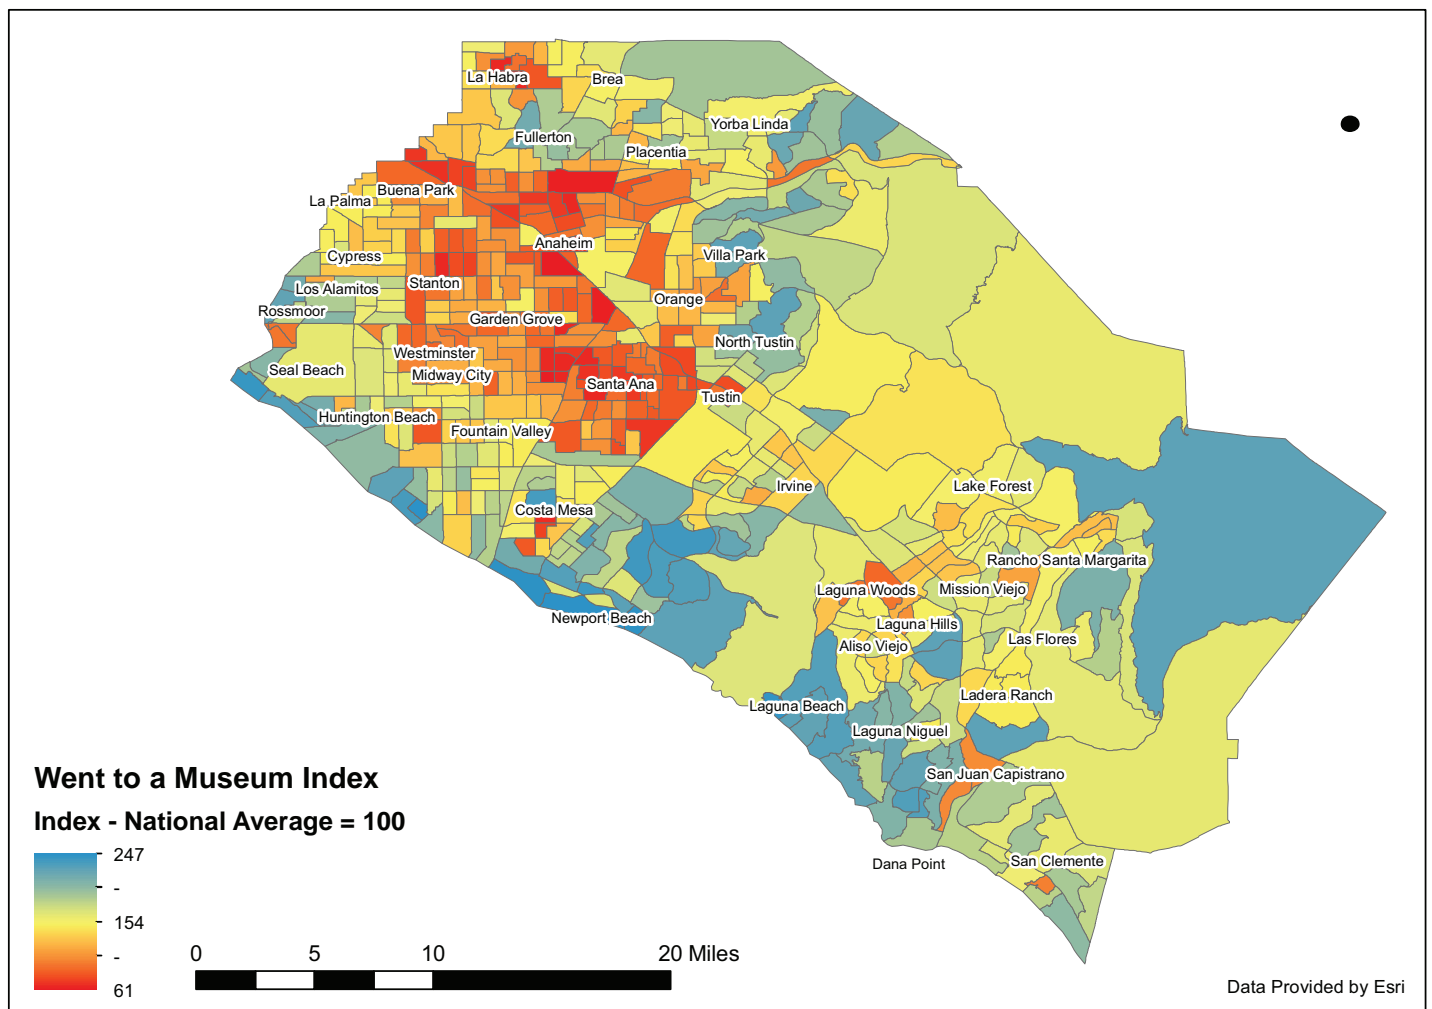 La Habra
Brea
Yorba Linda
Fullerton
Placentia
Buena Park
La Palma
Anaheim
Villa Park
Cypress
Stanton
Los Alamitos
Orange
Rossmoor
Garden Grove
North Tustin
Westminster
Seal Beach
Midway City
Santa Ana
Tustin
Huntington Beach
Fountain Valley
Irvine
Lake Forest
Costa Mesa
Rancho Santa Margarita
Laguna Woods
Mission Viejo
Newport Beach
Laguna Hills
Las Flores
Aliso Viejo
Ladera Ranch
Laguna Beach
Laguna Niguel
San Juan Capistrano
Dana Point
San Clemente
Went to a Museum Index
Index - National Average = 100
247
-
154
-
61
0 5 10 20 Miles
Data Provided by Esri